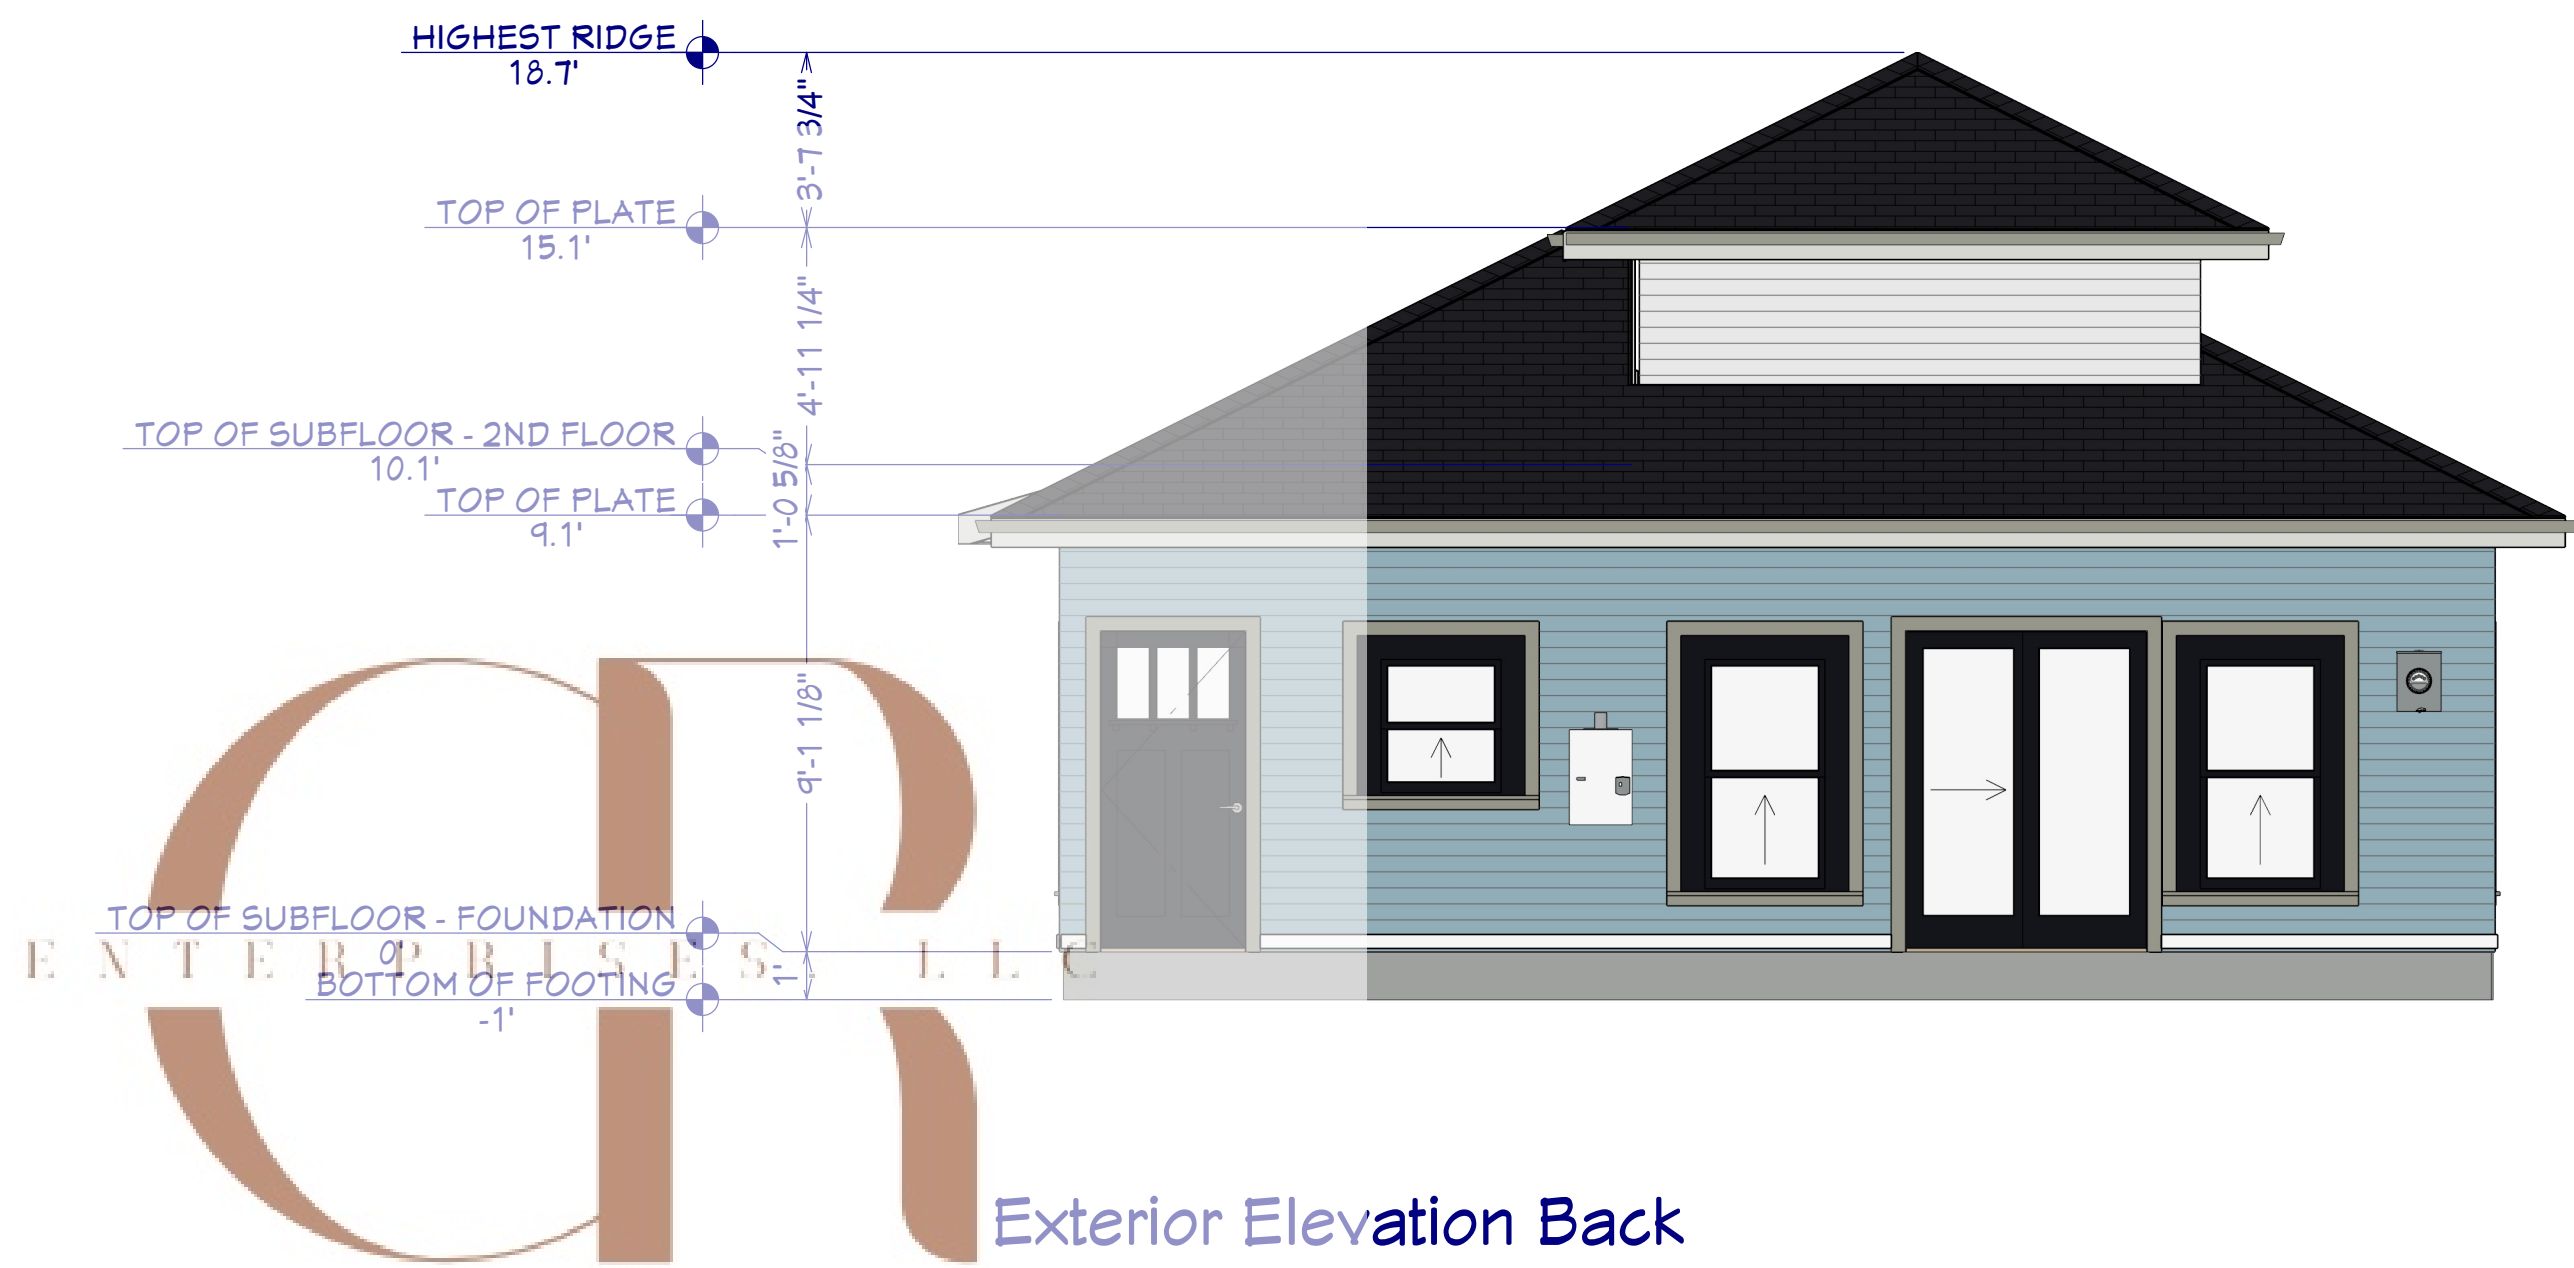 HIGHEST RIDGE
18.7'
3'-7 3/4"
TOP OF PLATE
15.1'
4'-11 1/4"
TOP OF SUBFLOOR - 2ND FLOOR
10.1'
1'-0 5/8"
TOP OF PLATE
9.1'
9'-1 1/8"
GR
TOP OF SUBFLOOR - FOUNDATION
0'
ENTERPRISES, LLC
1'
BOTTOM OF FOOTING
-1'
Exterior Elevation Back